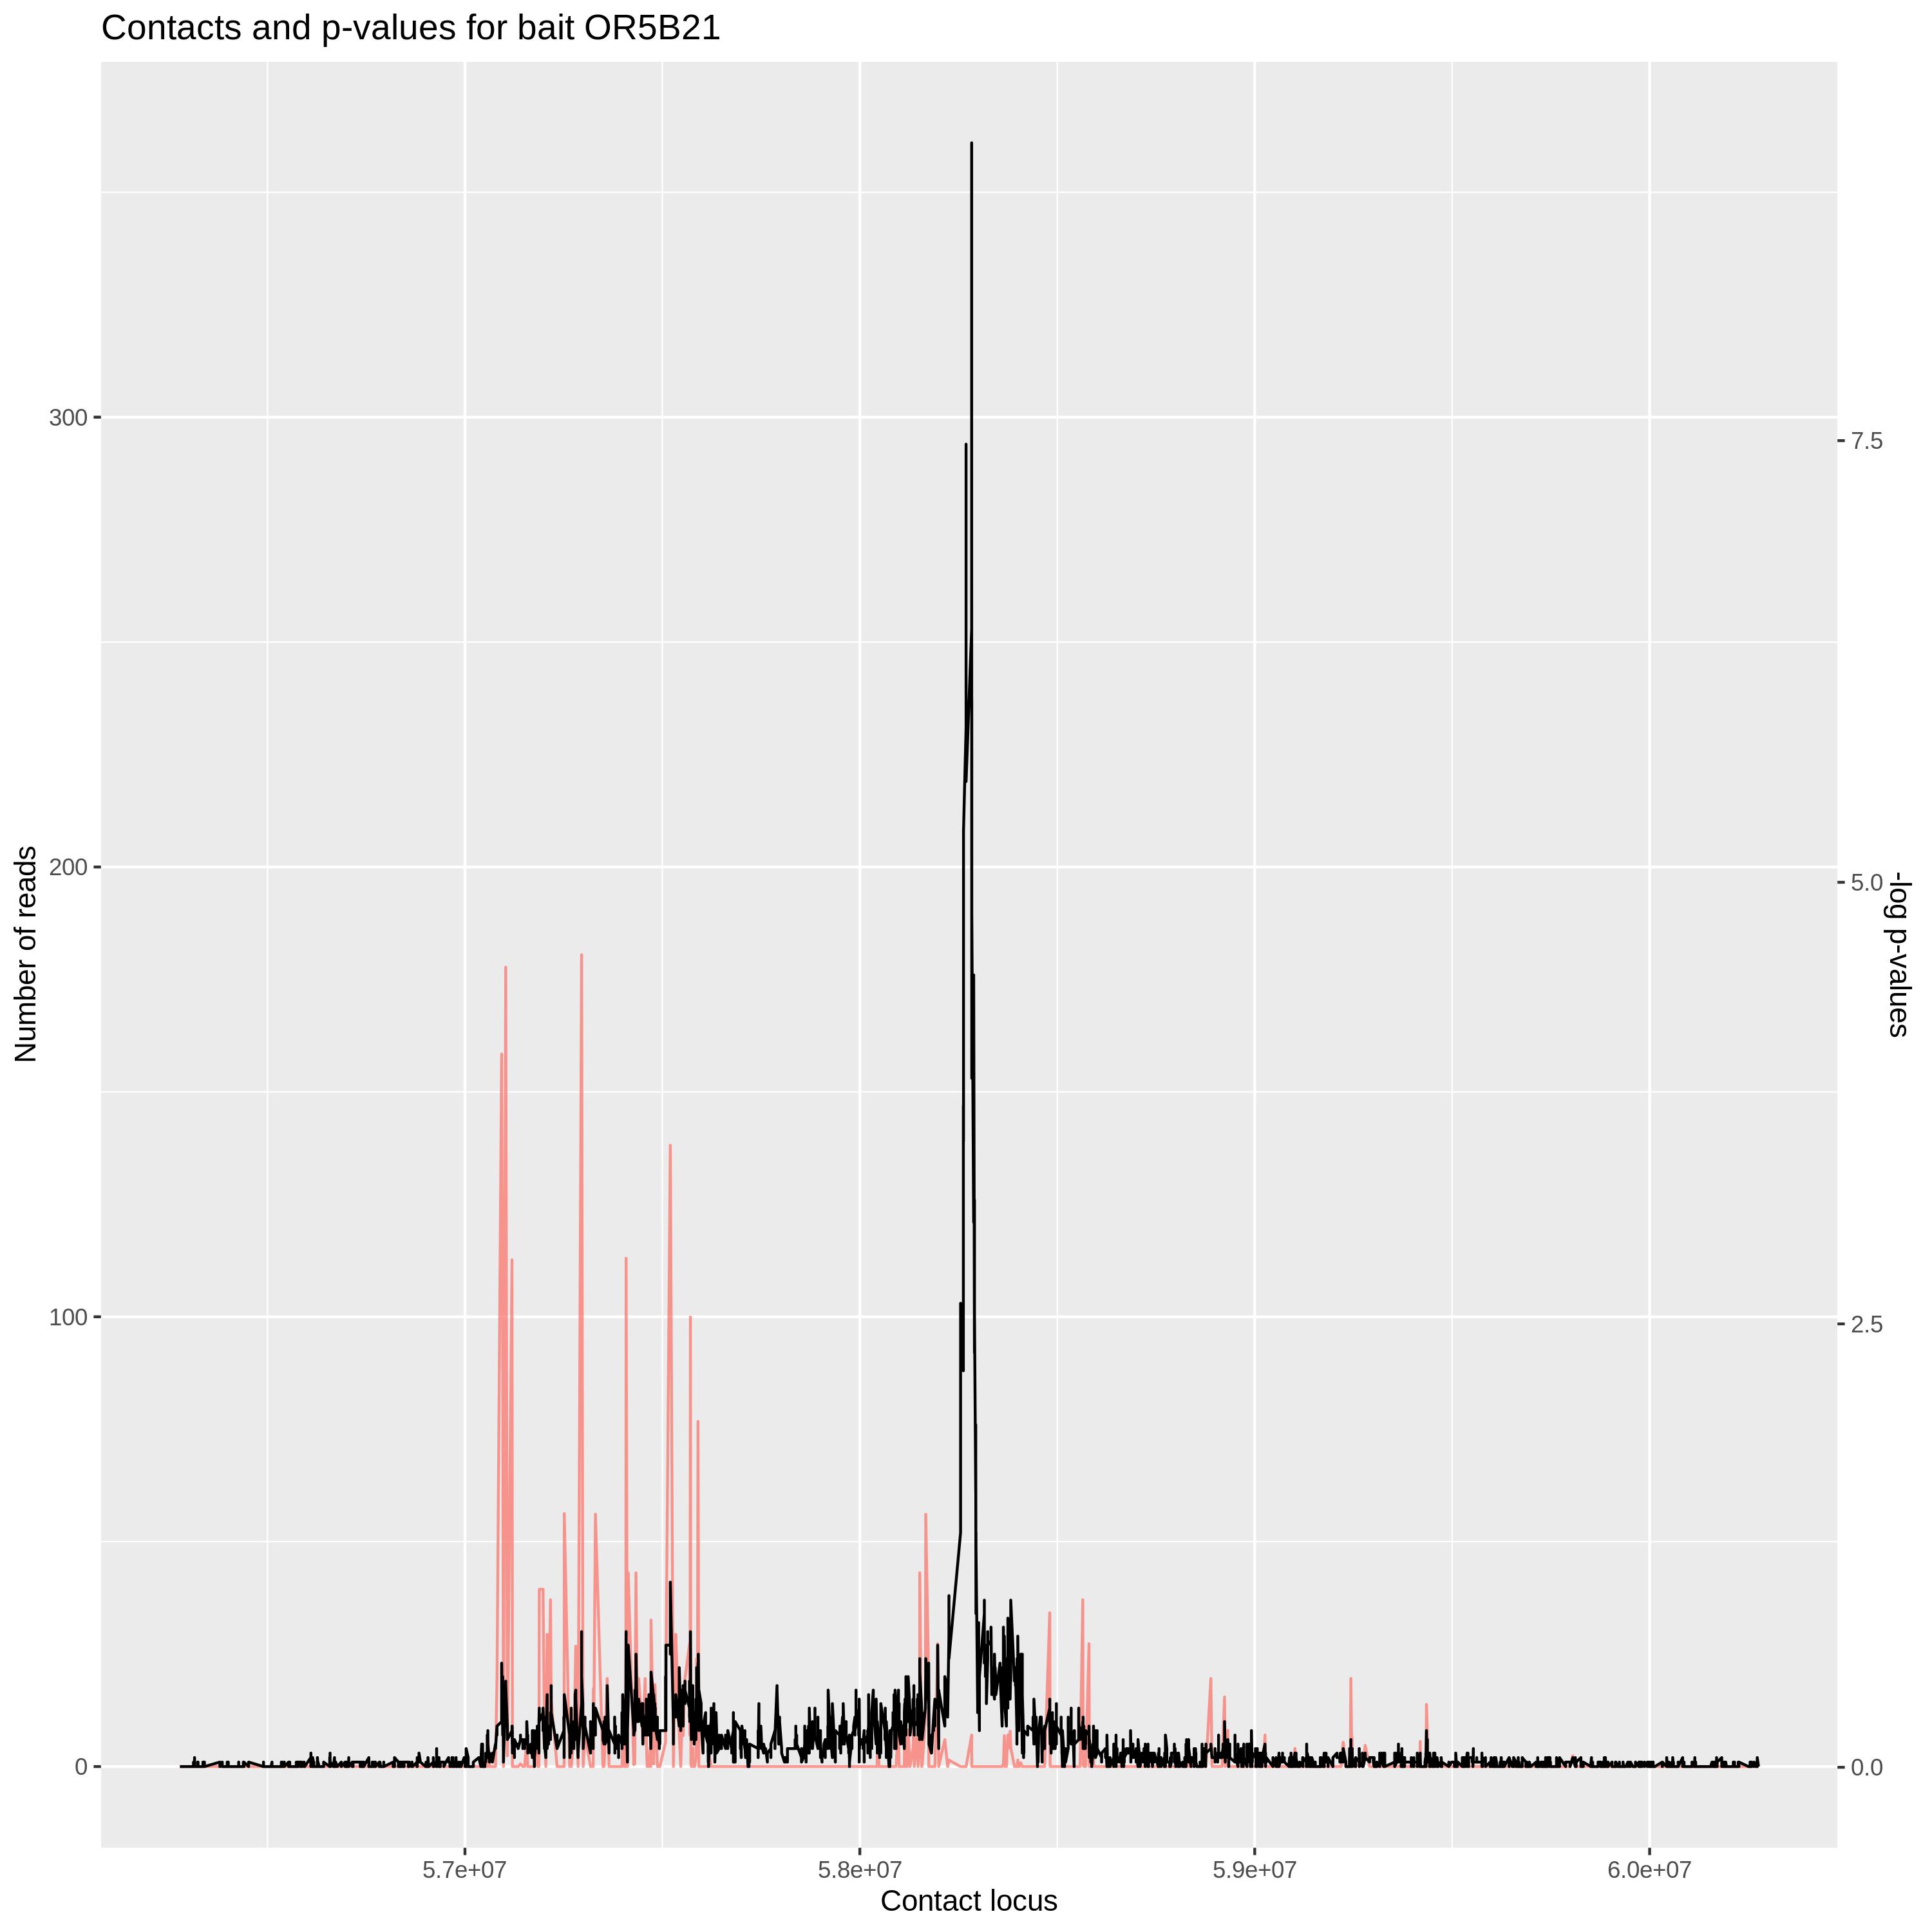 Contacts and p-values for bait OR5B21
Number of reads
300
200
100
0
7.5
5.0
2.5
0.0
-log p-values
5.7e+07
5.8e+07
5.9e+07
6.0e+07
Contact locus